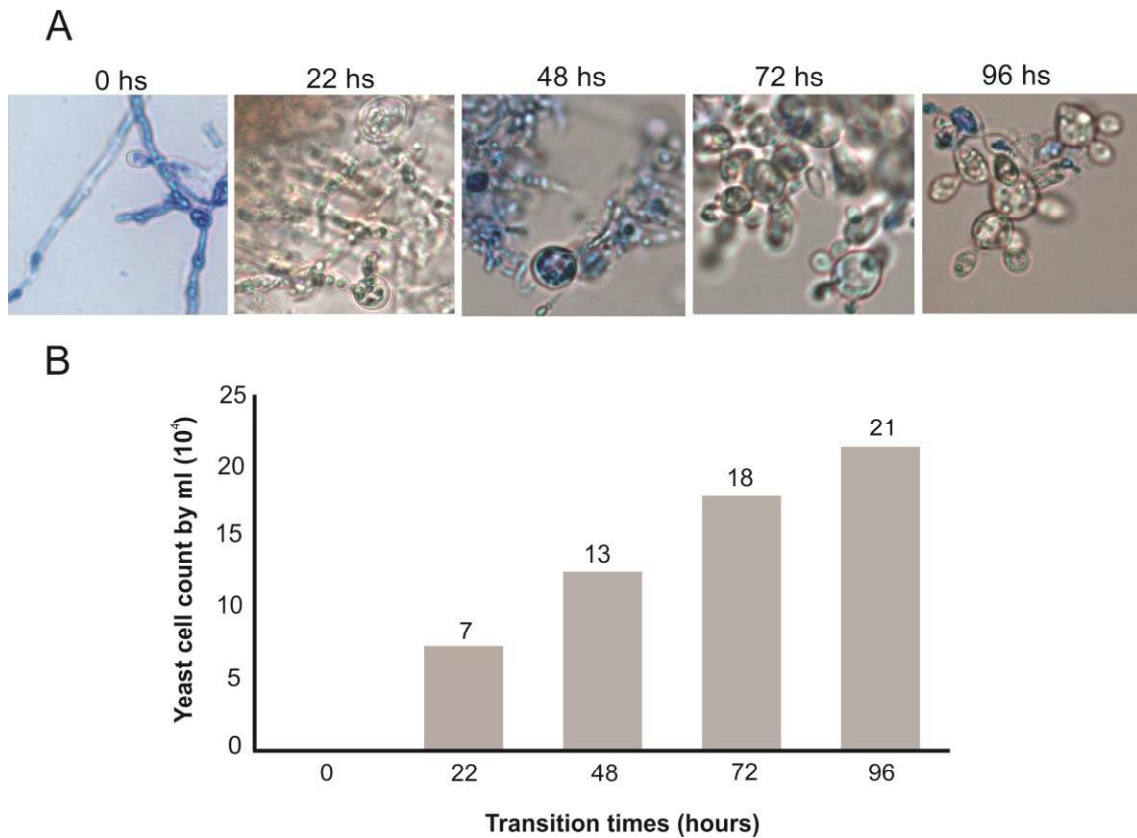 A
0 hs 22 hs 48 hs 72 hs 96 hs
B
Yeast cell count by ml (10⁴)
25
20
15
10
5
0
7
13
18
21
0 22 48 72 96
Transition times (hours)